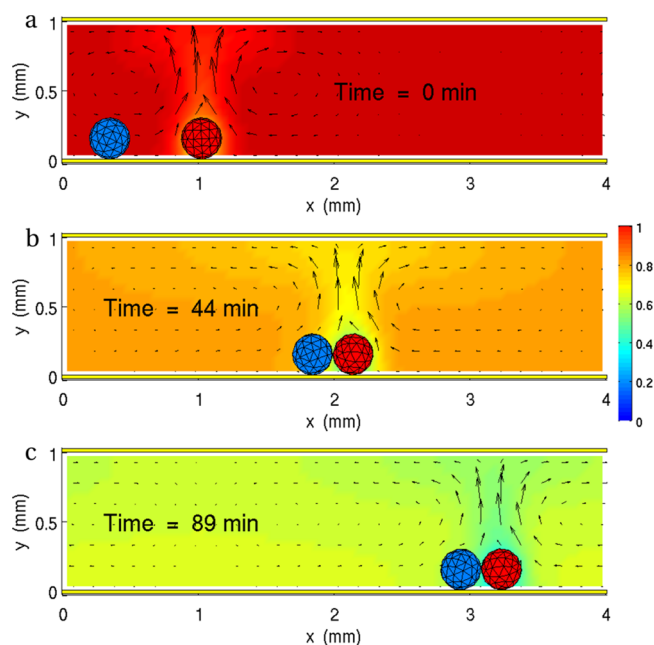 a
1
0.5
0
y (mm)
Time = 0 min
0 1 2 3 4
x (mm)
b
1
0.5
0
y (mm)
Time = 44 min
0 1 2 3 4
x (mm)
1
0.8
0.6
0.4
0.2
0
c
1
0.5
0
y (mm)
Time = 89 min
0 1 2 3 4
x (mm)